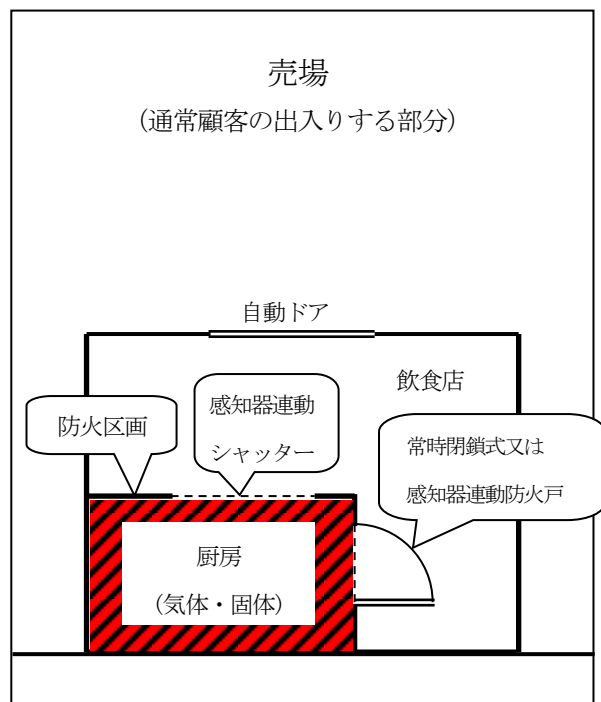 売場
(通常顧客の出入りする部分)
自動ドア
飲食店
防火区画
感知器連動
シャッター
常時閉鎖式又は
感知器連動防火戸
厨房
(気体・固体)